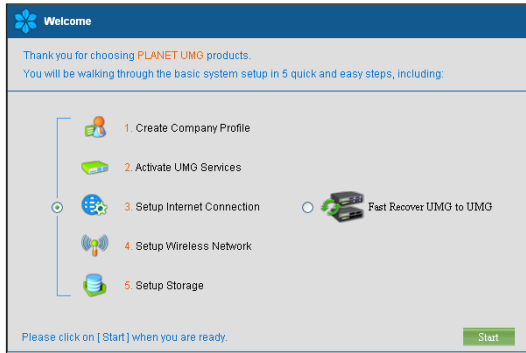 Welcome
Thank you for choosing PLANET UMG products.
You will be walking through the basic system setup in 5 quick and easy steps, including:
1. Create Company Profile
2. Activate UMG Services
3. Setup Internet Connection
Fast Recover UMG to UMG
4. Setup Wireless Network
5. Setup Storage
Please click on [ Start ] when you are ready.
Start